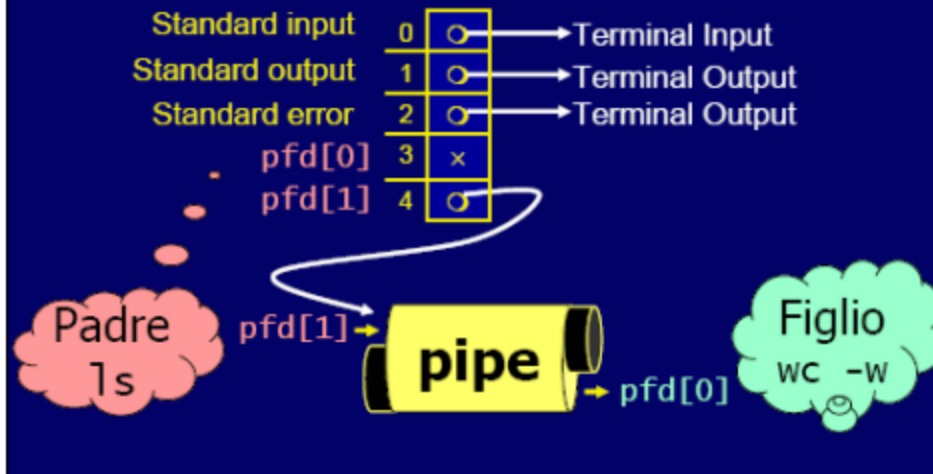 Standard input 0 Terminal Input
Standard output 1 Terminal Output
Standard error 2 Terminal Output
pfd[0] 3 ×
pfd[1] 4
Padre
ls
pfd[1]
pipe
pfd[0]
Figlio
wc -w